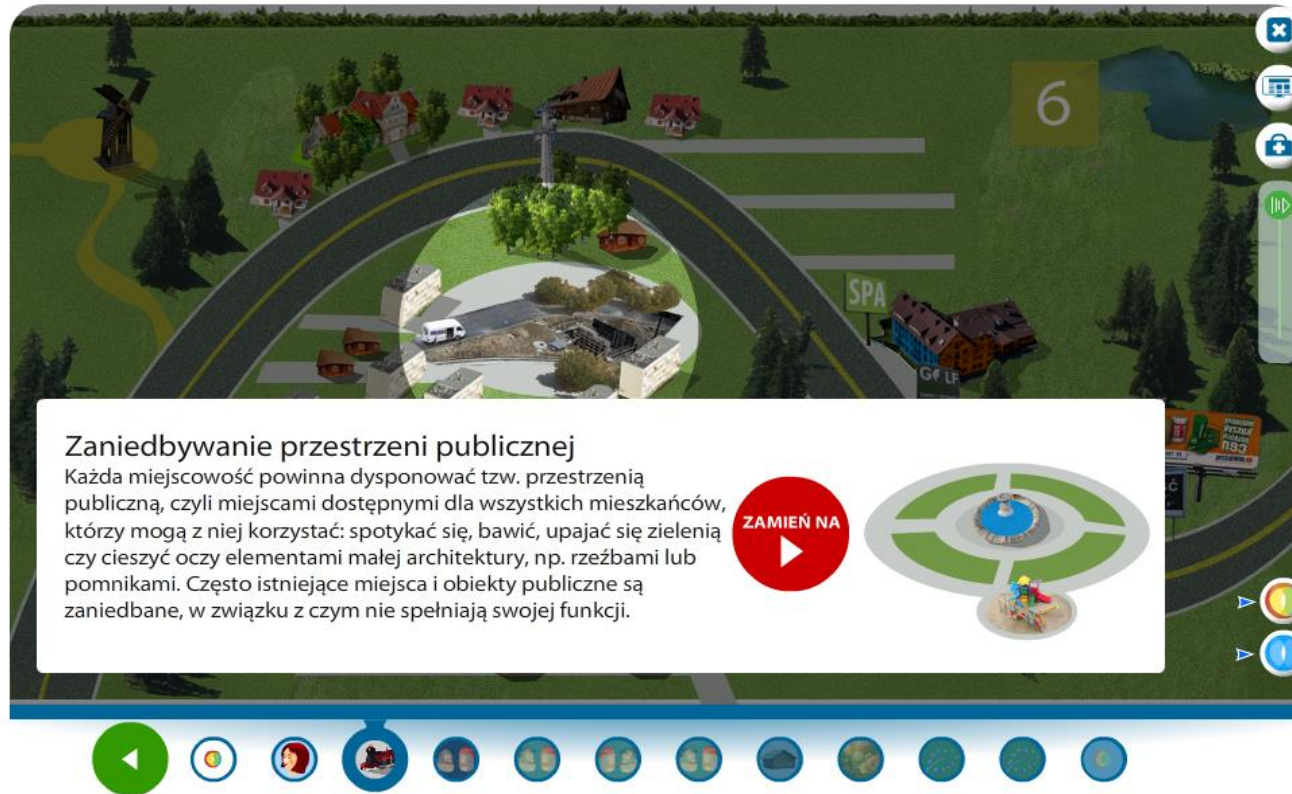 6
SPA
G LF
Zaniedbywanie przestrzeni publicznej
Każda miejscowość powinna dysponować tzw. przestrzenią
publiczną, czyli miejscami dostępnymi dla wszystkich mieszkańców,
którzy mogą z niej korzystać: spotykać się, bawić, upajać się zielenią
czy cieszyć oczy elementami małej architektury, np. rzeźbami lub
pomnikami. Często istniejące miejsca i obiekty publiczne są
zaniedbane, w związku z czym nie spełniają swojej funkcji.
ZAMIEŃ NA